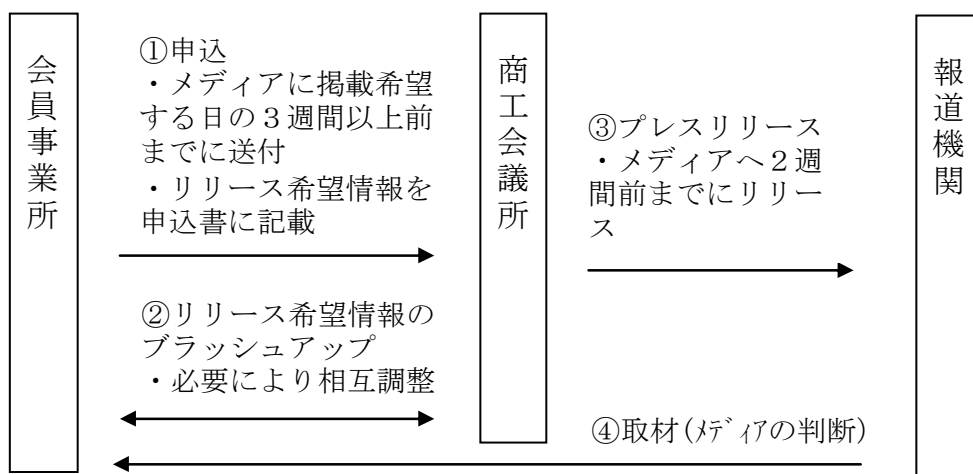 会員事業所
①申込
・メディアに掲載希望
する日の３週間以上前
までに送付
・リリース希望情報を
申込書に記載
②リリース希望情報の
ブラッシュアップ
・必要により相互調整
商工会議所
③プレスリリース
・メディアへ２週
間前までにリリー
ス
④取材(ﾒﾃﾞｨｱの判断)
報道機関